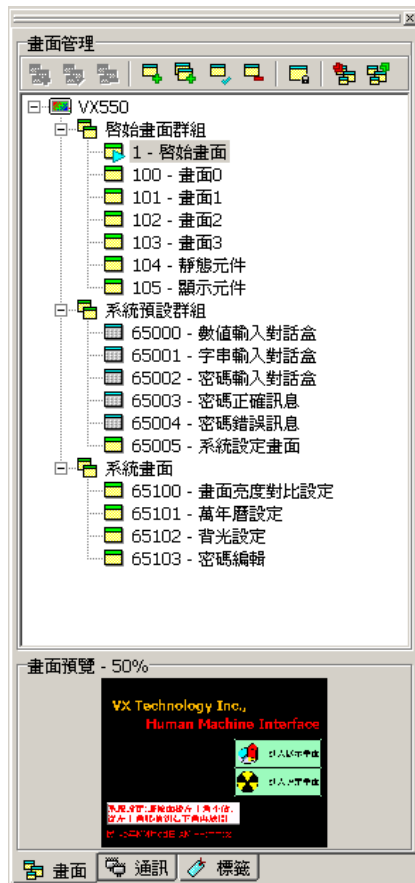 畫面管理
VX550
啓始畫面群組
1 - 啓始畫面
100 - 畫面0
101 - 畫面1
102 - 畫面2
103 - 畫面3
104 - 靜態元件
105 - 顯示元件
系統預設群組
65000 - 數值輸入對話盒
65001 - 字串輸入對話盒
65002 - 密碼輸入對話盒
65003 - 密碼正確訊息
65004 - 密碼錯誤訊息
65005 - 系統設定畫面
系統畫面
65100 - 畫面亮度對比設定
65101 - 萬年曆設定
65102 - 背光設定
65103 - 密碼編輯
畫面預覽 - 50%
VX Technology Inc.,
Human Machine Interface
畫面 通訊 標籤